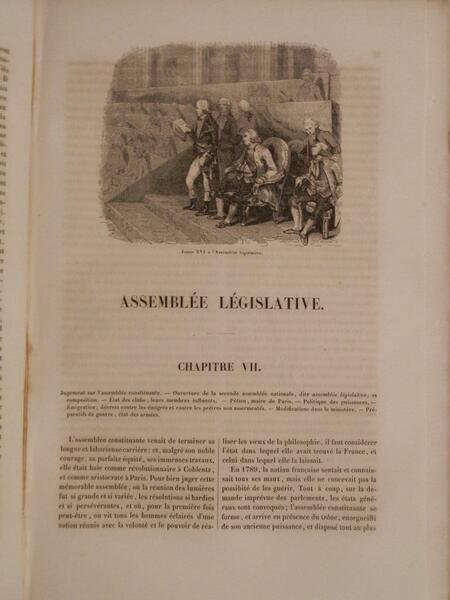 Louis XVI à l'Assemblée législative.
ASSEMBLÉE LÉGISLATIVE.
CHAPITRE VII.
Jugement sur l'assemblée constituante. — Ouverture de la seconde assemblée nationale, dite assemblée législative; sa
composition. — État des clubs; leurs membres influents. — Pétion, maire de Paris. — Politique des puissances. —
Émigration; décrets contre les émigrés et contre les prêtres non assermentés. — Modifications dans le ministère. — Pré-
paratifs de guerre; état des armées.
L'assemblée constituante venait de terminer sa
longue et laborieuse carrière; et, malgré son noble
courage, sa parfaite équité, ses immenses travaux,
elle était haïe comme révolutionnaire à Coblentz,
et comme aristocrate à Paris. Pour bien juger cette
mémorable assemblée, où la réunion des lumières
fut si grande et si variée, les résolutions si hardies
et si persévérantes, et où, pour la première fois
peut-être, on vit tous les hommes éclairés d'une
nation réunis avec la volonté et le pouvoir de réa-
liser les vœux de la philosophie, il faut considérer
l'état dans lequel elle avait trouvé la France, et
celui dans lequel elle la laissait.
En 1789, la nation française sentait et connais-
sait tous ses maux, mais elle ne concevait pas la
possibité de les guérir. Tout à coup, sur la de-
mande imprévue des parlements, les états géné-
raux sont convoqués; l'assemblée constituante se
forme, et arrive en présence du trône, enorgueilli
de son ancienne puissance, et disposé tout au plus